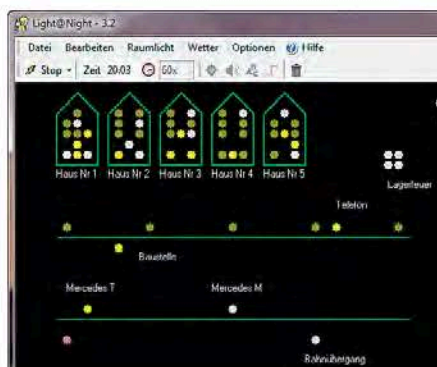 Light@Night - 3.2
Datei Bearbeiten Raumlicht Wetter Optionen Hilfe
Stop Zeit 20:03 60x
Haus Nr 1 Haus Nr 2 Haus Nr 3 Haus Nr 4 Haus Nr 5
Lagerfeuer
Telefon
Baustelle
Mercedes T Mercedes M
Bahnübergang